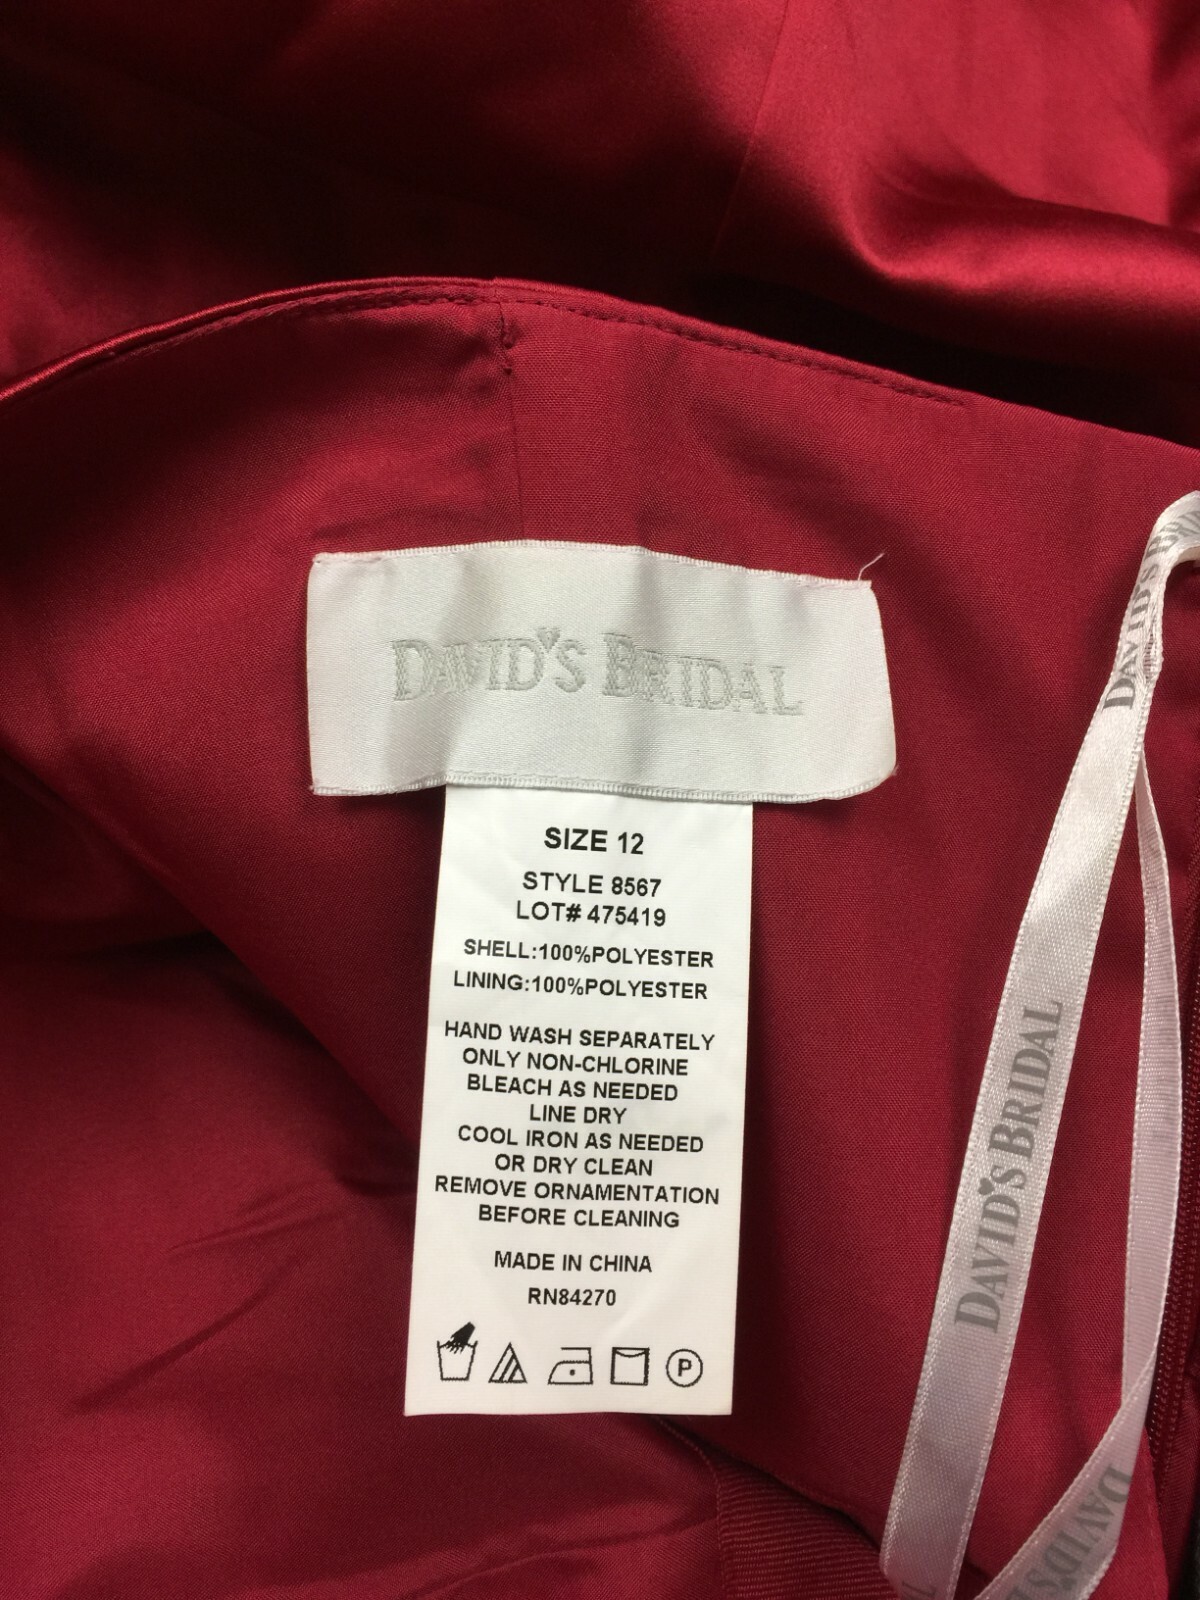 DAVID'S BRIDAL
SIZE 12
STYLE 8567
LOT# 475419
SHELL:100%POLYESTER
LINING:100%POLYESTER
HAND WASH SEPARATELY
ONLY NON-CHLORINE
BLEACH AS NEEDED
LINE DRY
COOL IRON AS NEEDED
OR DRY CLEAN
REMOVE ORNAMENTATION
BEFORE CLEANING
MADE IN CHINA
RN84270
P
DAVID'S BRIDAL
DAVID'S
DAVID'S